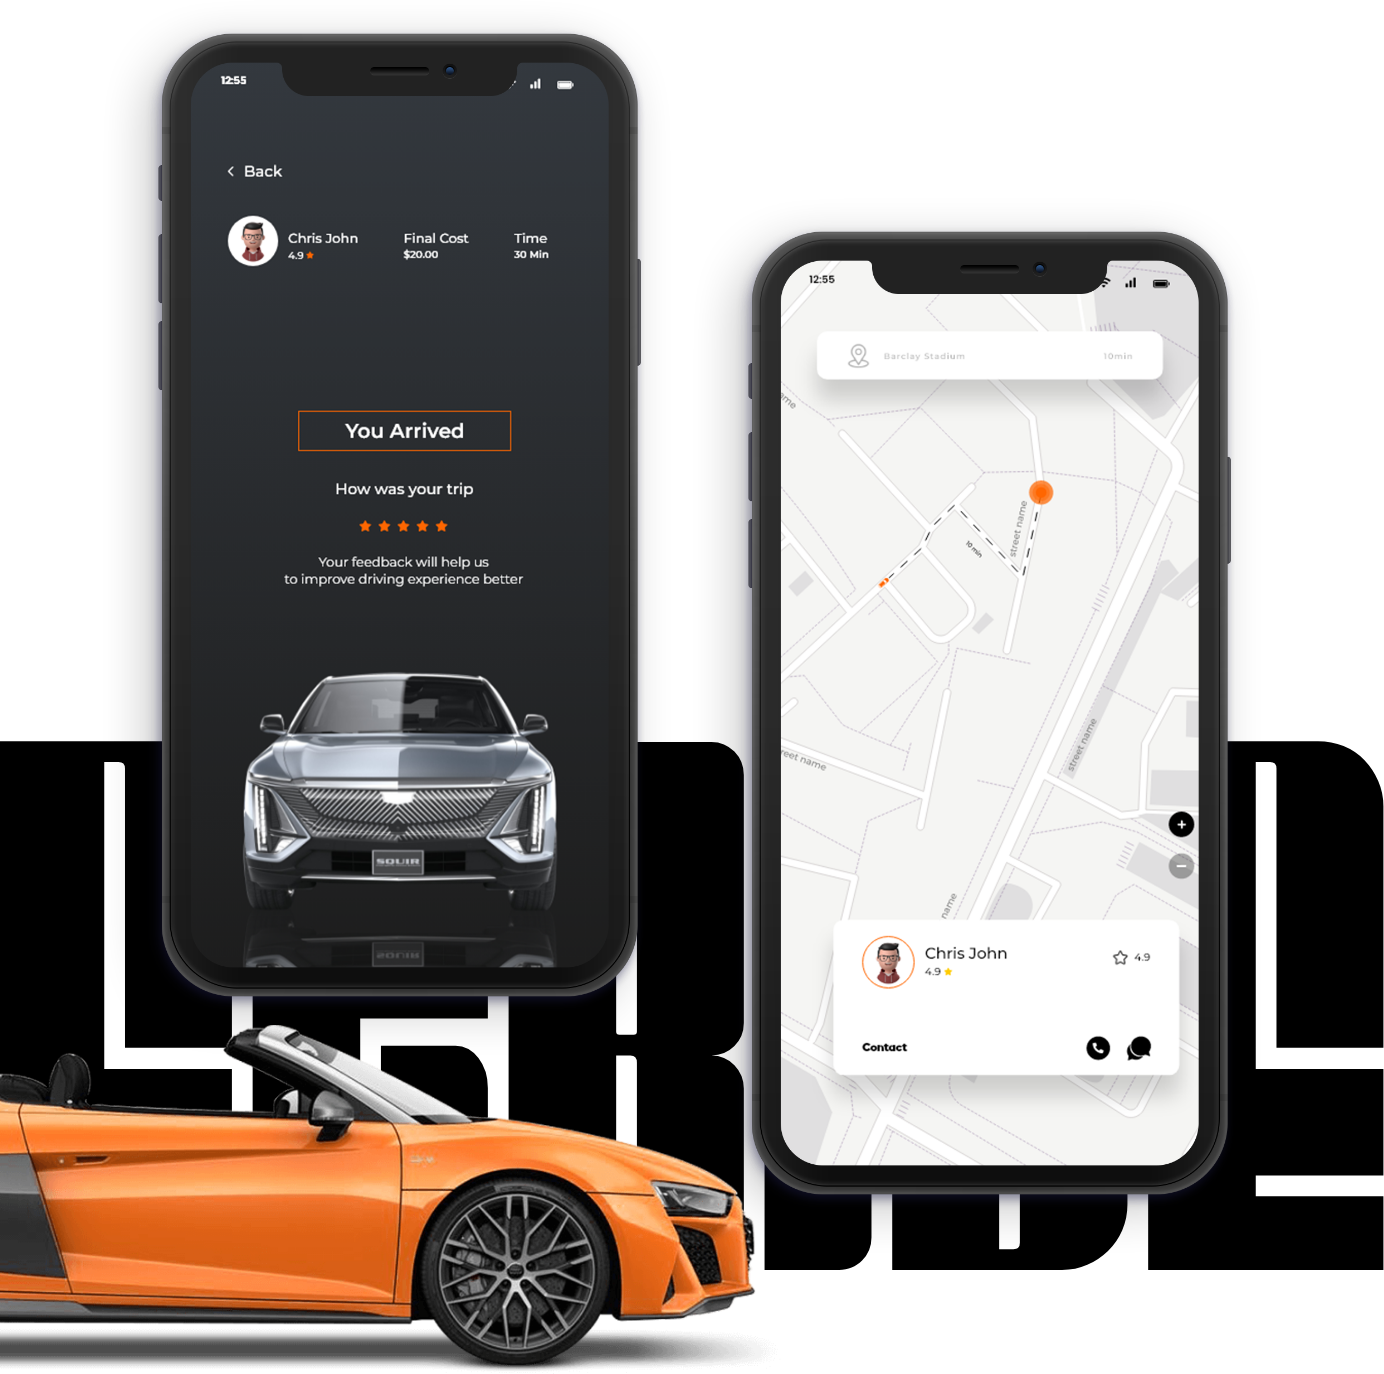 12:55
Back
Chris John
4.9
Final Cost
$20.00
Time
30 Min
You Arrived
How was your trip
Your feedback will help us
to improve driving experience better
SQUIR
12:55
Barclay Stadium
10min
name
street name
10 min
street name
street name
name
Chris John
4.9
4.9
Contact